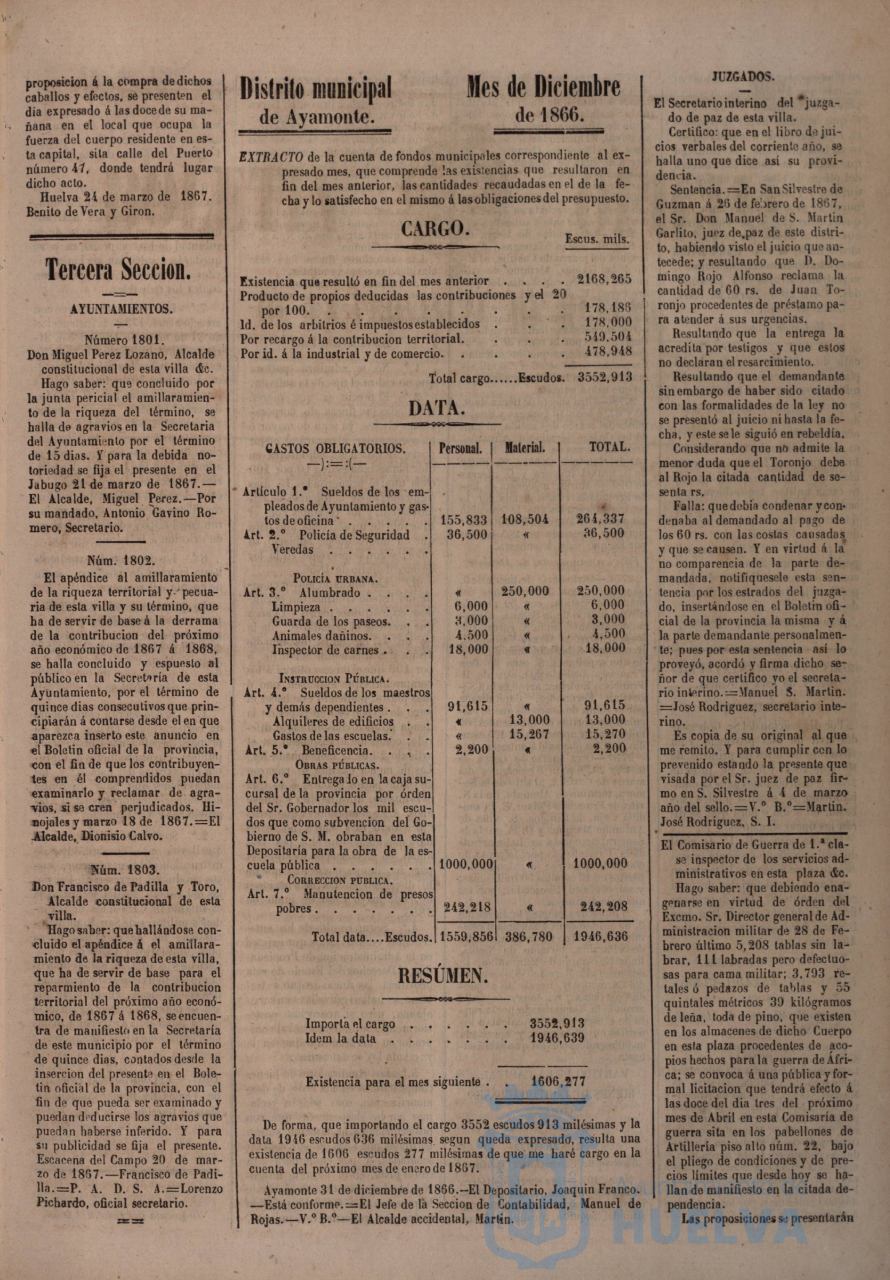 proposicion á la compra de dichos
caballos y efectos, se presenten el
dia expresado á las doce de su ma-
ñana en el local que ocupa la
fuerza del cuerpo residente en es-
ta capital, sita calle del Puerto
número 47, donde tendrá lugar
dicho acto.
Huelva 24 de marzo de 1867.
Benito de Vera y Giron.
Tercera Seccion.
AYUNTAMIENTOS.
Número 1801.
Don Miguel Perez Lozano, Alcalde
constitucional de esta villa &c.
Hago saber: que concluido por
la junta pericial el amillaramien-
to de la riqueza del término, se
halla de agravios en la Secretaria
del Ayuntamiento por el término
de 15 dias. Y para la debida no-
toriedad se fija el presente en el
Jabugo 21 de marzo de 1867.—
El Alcalde, Miguel Perez.—Por
su mandado, Antonio Gavino Ro-
mero, Secretario.
Núm. 1802.
El apéndice al amillaramiento
de la riqueza territorial y pecua-
ria de esta villa y su término, que
ha de servir de base á la derrama
de la contribucion del próximo
año económico de 1867 á 1868,
se halla concluido y espuesto al
público en la Secretaría de esta
Ayuntamiento, por el término de
quince dias consecutivos que prin-
cipiarán á contarse desde el en que
aparezca inserto este anuncio en
el Boletin oficial de la provincia,
con el fin de que los contribuyen-
tes en él comprendidos puedan
examinarlo y reclamar de agra-
vios, si se cren perjudicados. Hi-
nojales y marzo 18 de 1867.=El
Alcalde, Dionisio Calvo.
Núm. 1803.
Don Francisco de Padilla y Toro,
Alcalde constitucional de esta
villa.
Hago saber: que hallándose con-
cluido el apéndice á el amillara-
miento de la riqueza de esta villa,
que ha de servir de base para el
reparmiento de la contribucion
territorial del próximo año econó-
mico, de 1867 á 1868, se encuen-
tra de manifiesto en la Secretaría
de este municipio por el término
de quince dias, contados desde la
insercion del presente en el Bole-
tin oficial de la provincia, con el
fin de que pueda ser examinado y
puedan deducirse los agravios que
puedan haberse inferido. Y para
su publicidad se fija el presente.
Escacena del Campo 20 de mar-
zo de 1867.—Francisco de Padi-
lla.=P. A. D. S. A.=Lorenzo
Pichardo, oficial secretario.
Distrito municipal
de Ayamonte.
Mes de Diciembre
de 1866.
EXTRACTO de la cuenta de fondos municipales correspondiente al ex-
presado mes, que comprende las existencias que resultaron en
fin del mes anterior, las cantidades recaudadas en el de la fe-
cha y lo satisfecho en el mismo á las obligaciones del presupuesto.
CARGO.
Escus. mils.
Existencia que resultó en fin del mes anterior . . . . 2168,265
Producto de propios deducidas las contribuciones y el 20
por 100. . . . . . . . . . 178,186
Id. de los arbitrios é impuestos establecidos . . . 178,000
Por recargo á la contribucion territorial. . . . 549,504
Por id. á la industrial y de comercio. . . . . 478,948
Total cargo......Escudos. 3552,913
DATA.
GASTOS OBLIGATORIOS. Personal. Material. TOTAL.
—):=:(—
Artículo 1.º Sueldos de los em-
pleados de Ayuntamiento y gas-
tos de oficina . . . . . 155,833 108,504 264,337
Art. 2.º Policía de Seguridad . 36,500 « 36,500
Veredas . . . . . .
POLICÍA URBANA.
Art. 3.º Alumbrado . . . . « 250,000 250,000
Limpieza . . . . . . 6,000 « 6,000
Guarda de los paseos. . . 3,000 « 3,000
Animales dañinos. . . . 4,500 « 4,500
Inspector de carnes . . . 18,000 « 18,000
INSTRUCCION PÚBLICA.
Art. 4.º Sueldos de los maestros
y demás dependientes . . . 91,615 « 91,615
Alquileres de edificios . . « 13,000 13,000
Gastos de las escuelas. . . « 15,267 15,270
Art. 5.º Beneficencia. . . . 2,200 « 2,200
OBRAS PÚBLICAS.
Art. 6.º Entregado en la caja su-
cursal de la provincia por órden
del Sr. Gobernador los mil escu-
dos que como subvencion del Go-
bierno de S. M. obraban en esta
Depositaría para la obra de la es-
cuela pública . . . . . . 1000,000 « 1000,000
CORRECCION PUBLICA.
Art. 7.º Manutencion de presos
pobres . . . . . . . 242,218 « 242,208
Total data....Escudos. 1559,856 386,780 1946,636
RESÚMEN.
Importa el cargo . . . . . . 3552,913
Idem la data . . . . . . . 1946,639
Existencia para el mes siguiente . . 1606,277
De forma, que importando el cargo 3552 escudos 913 milésimas y la
data 1946 escudos 636 milésimas segun queda expresado, resulta una
existencia de 1606 escudos 277 milésimas de que me haré cargo en la
cuenta del próximo mes de enero de 1867.
Ayamonte 31 de diciembre de 1866.—El Depositario, Joaquin Franco.
—Está conforme.=El Jefe de la Seccion de Contabilidad, Manuel de
Rojas.—V.º B.º—El Alcalde accidental, Martin.
JUZGADOS.
El Secretario interino del juzga-
do de paz de esta villa.
Certifico: que en el libro de jui-
cios verbales del corriente año, se
halla uno que dice asi su provi-
dencia.
Sentencia.=En San Silvestre de
Guzman á 26 de febrero de 1867,
el Sr. Don Manuel de S. Martin
Garlito, juez de paz de este distri-
to, habiendo visto el juicio que an-
tecede; y resultando que D. Do-
mingo Rojo Alfonso reclama la
cantidad de 60 rs. de Juan To-
ronjo procedentes de préstamo pa-
ra atender á sus urgencias.
Resultando que la entrega la
acredita por testigos y que estos
no declaran el resarcimiento.
Resultando que el demandante
sin embargo de haber sido citado
con las formalidades de la ley no
se presentó al juicio ni hasta la fe-
cha, y este se le siguió en rebeldía.
Considerando que no admite la
menor duda que el Toronjo debe
al Rojo la citada cantidad de se-
senta rs.
Falla: que debia condenar y con-
denaba al demandado al pago de
los 60 rs. con las costas causadas
y que se causen. Y en virtud á la
no comparencia de la parte de-
mandada, notifiquesele esta sen-
tencia por los estrados del juzga-
do, insertándose en el Boletin ofi-
cial de la provincia la misma y á
la parte demandante personalmen-
te; pues por esta sentencia asi lo
proveyó, acordó y firma dicho se-
ñor de que certifico yo el secreta-
rio interino.=Manuel S. Martin.
=José Rodriguez, secretario inte-
rino.
Es copia de su original al que
me remito. Y para cumplir con lo
prevenido estando la presente que
visada por el Sr. juez de paz fir-
mo en S. Silvestre á 4 de marzo
año del sello.=V.º B.º=Martin.
José Rodriguez, S. I.
El Comisario de Guerra de 1.ª cla-
se inspector de los servicios ad-
ministrativos en esta plaza &c.
Hago saber: que debiendo ena-
genarse en virtud de órden del
Excmo. Sr. Director general de Ad-
ministracion militar de 28 de Fe-
brero último 5,208 tablas sin la-
brar, 111 labradas pero defectuo-
sas para cama militar; 3,793 re-
tales ó pedazos de tablas y 55
quintales métricos 39 kilógramos
de leña, toda de pino, que existen
en los almacenes de dicho Cuerpo
en esta plaza procedentes de aco-
pios hechos para la guerra de Áfri-
ca; se convoca á una pública y for-
mal licitacion que tendrá efecto á
las doce del dia tres del próximo
mes de Abril en esta Comisaría de
guerra sita en los pabellones de
Artillería piso alto núm. 22, bajo
el pliego de condiciones y de pre-
cios límites que desde hoy se ha-
llan de manifiesto en la citada de-
pendencia.
Las proposiciones se presentarán
HUELVA